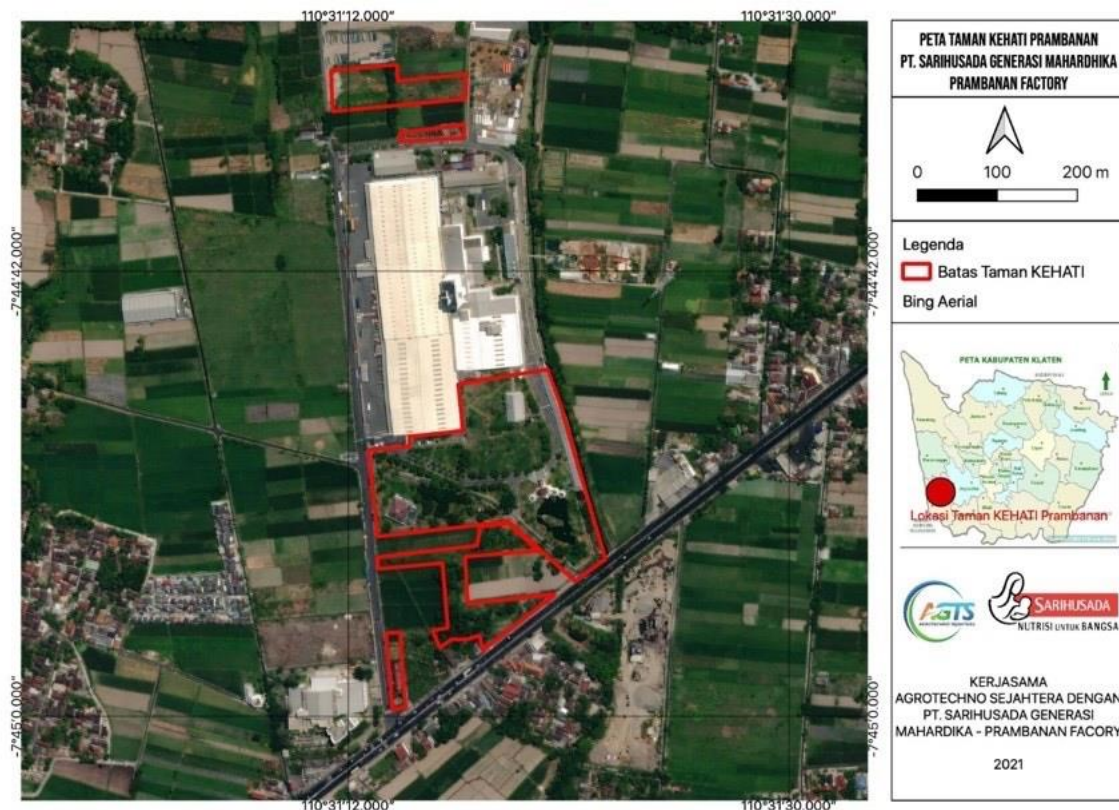 110°31'12.000"
110°31'30.000"
-7°44'42.000"
-7°44'42.000"
-7°45'0.000"
-7°45'0.000"
110°31'12.000"
110°31'30.000"
PETA TAMAN KEHATI PRAMBANAN
PT. SARIHUSADA GENERASI MAHARDHIKA
PRAMBANAN FACTORY
0 100 200 m
Legenda
Batas Taman KEHATI
Bing Aerial
PETA KABUPATEN KLATEN
Lokasi Taman KEHATI Prambanan
AGTS
SARIHUSADA
NUTRISI UNTUK BANGSA
KERJASAMA
AGROTECHNO SEJAHTERA DENGAN
PT. SARIHUSADA GENERASI
MAHARDIKA - PRAMBANAN FACORY
2021